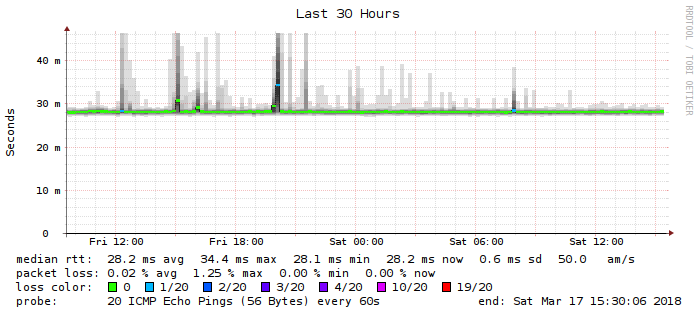 Last 30 Hours
RRDTOOL / TOBI OETIKER
Seconds
40 m
30 m
20 m
10 m
0
Fri 12:00 Fri 18:00 Sat 00:00 Sat 06:00 Sat 12:00
median rtt: 28.2 ms avg 34.4 ms max 28.1 ms min 28.2 ms now 0.6 ms sd 50.0 am/s
packet loss: 0.02 % avg 1.25 % max 0.00 % min 0.00 % now
loss color: 0 1/20 2/20 3/20 4/20 10/20 19/20
probe: 20 ICMP Echo Pings (56 Bytes) every 60s end: Sat Mar 17 15:30:06 2018